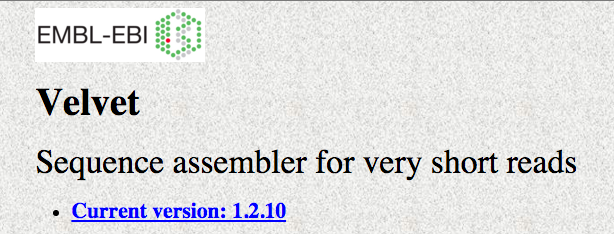 EMBL-EBI
Velvet
Sequence assembler for very short reads
Current version: 1.2.10